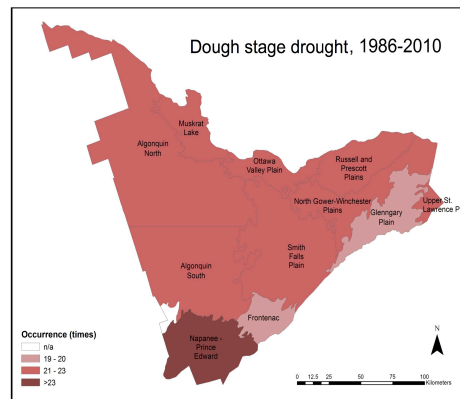 Dough stage drought, 1986-2010
Muskrat
Lake
Algonquin
North
Ottawa
Valley Plain
Russell and
Prescott
Plains
North Gower-Winchester
Plains
Glenngary
Plain
Upper St.
Lawrence P
Smith
Falls
Plain
Algonquin
South
Frontenac
Napanee -
Prince
Edward
Occurrence (times)
n/a
19 - 20
21 - 23
>23
N
0 12.5 25 50 75 100
Kilometers